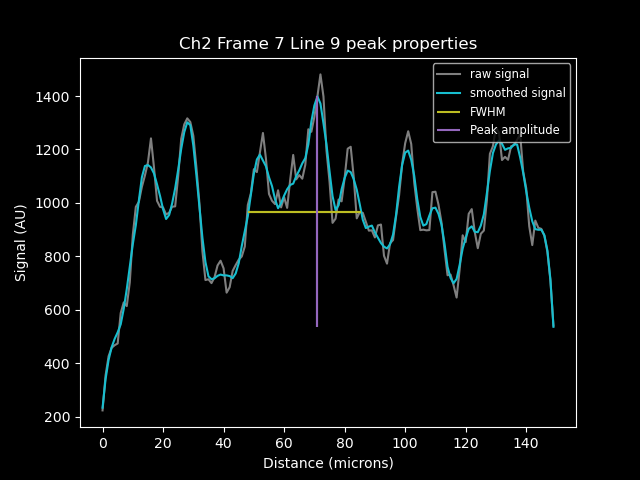 Ch2 Frame 7 Line 9 peak properties
raw signal
smoothed signal
FWHM
Peak amplitude
1400
1200
1000
800
600
400
200
Signal (AU)
0 20 40 60 80 100 120 140
Distance (microns)